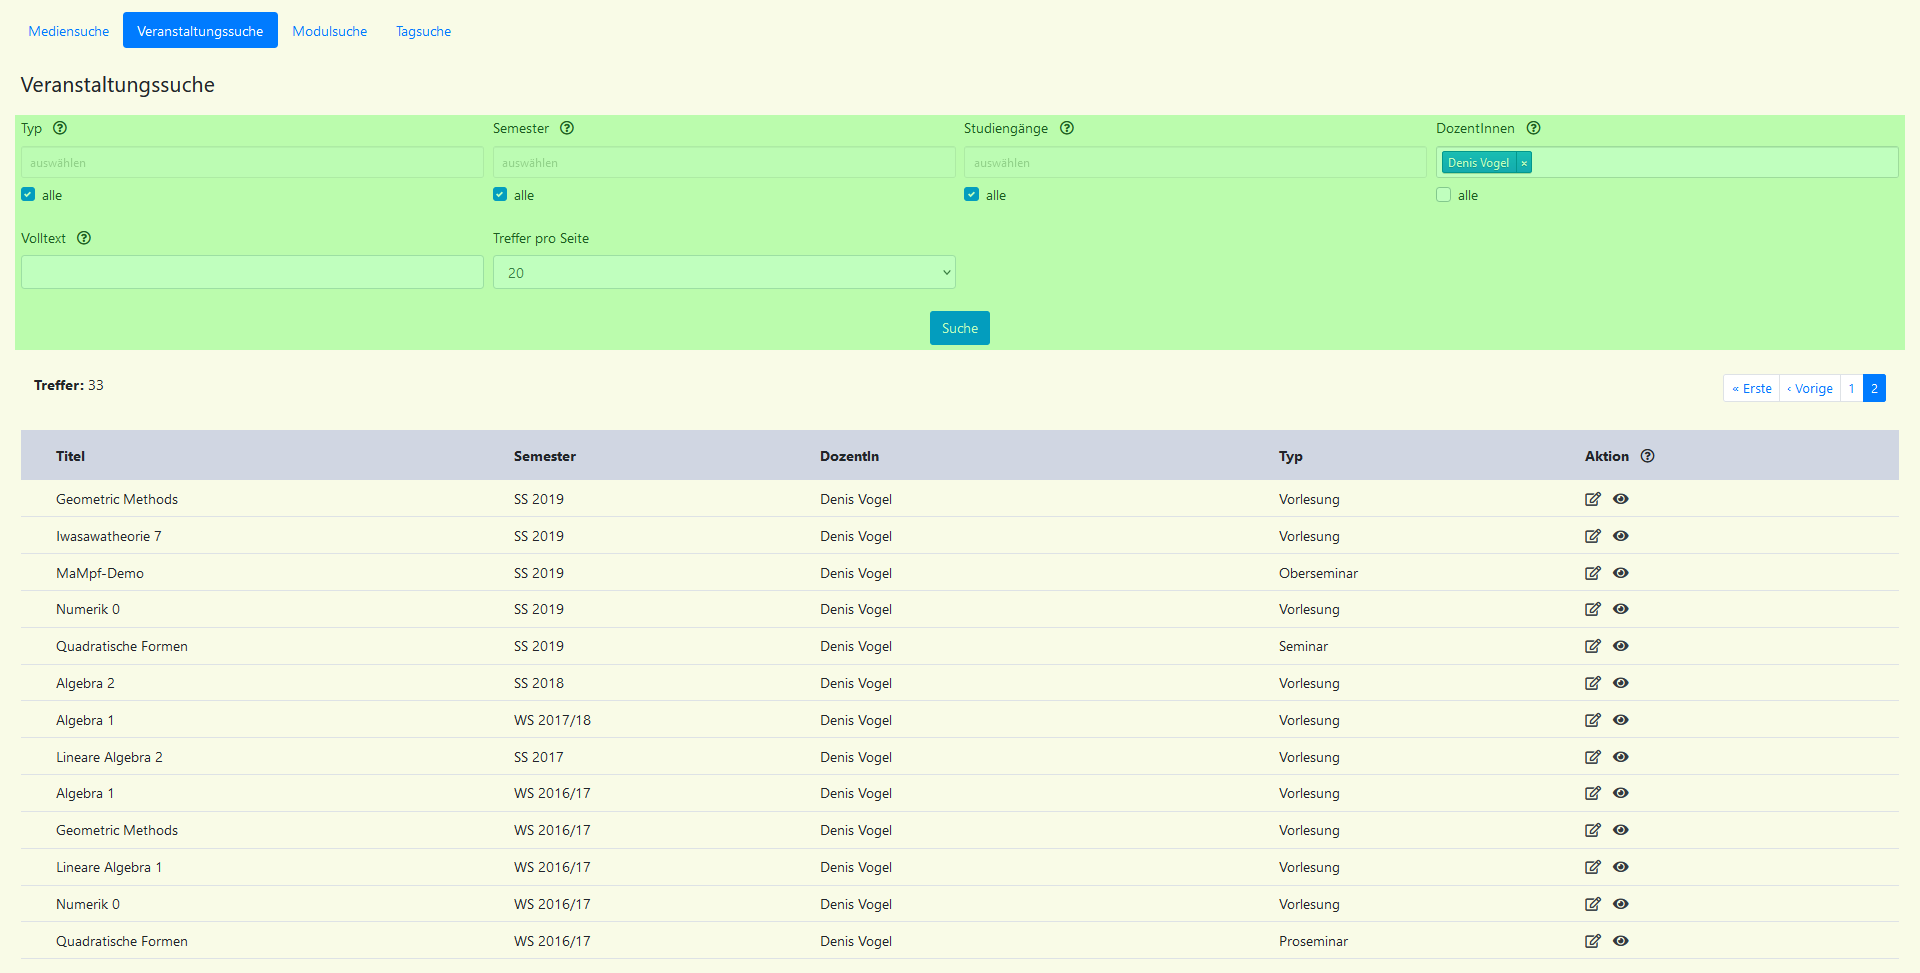 Mediensuche Veranstaltungssuche Modulsuche Tagsuche
Veranstaltungssuche
Typ Semester Studiengänge DozentInnen
auswählen auswählen auswählen Denis Vogel ×
alle alle alle alle
Volltext Treffer pro Seite
20
Suche
Treffer: 33 « Erste ‹ Vorige 1 2
Titel Semester DozentIn Typ Aktion
Geometric Methods SS 2019 Denis Vogel Vorlesung
Iwasawatheorie 7 SS 2019 Denis Vogel Vorlesung
MaMpf-Demo SS 2019 Denis Vogel Oberseminar
Numerik 0 SS 2019 Denis Vogel Vorlesung
Quadratische Formen SS 2019 Denis Vogel Seminar
Algebra 2 SS 2018 Denis Vogel Vorlesung
Algebra 1 WS 2017/18 Denis Vogel Vorlesung
Lineare Algebra 2 SS 2017 Denis Vogel Vorlesung
Algebra 1 WS 2016/17 Denis Vogel Vorlesung
Geometric Methods WS 2016/17 Denis Vogel Vorlesung
Lineare Algebra 1 WS 2016/17 Denis Vogel Vorlesung
Numerik 0 WS 2016/17 Denis Vogel Vorlesung
Quadratische Formen WS 2016/17 Denis Vogel Proseminar